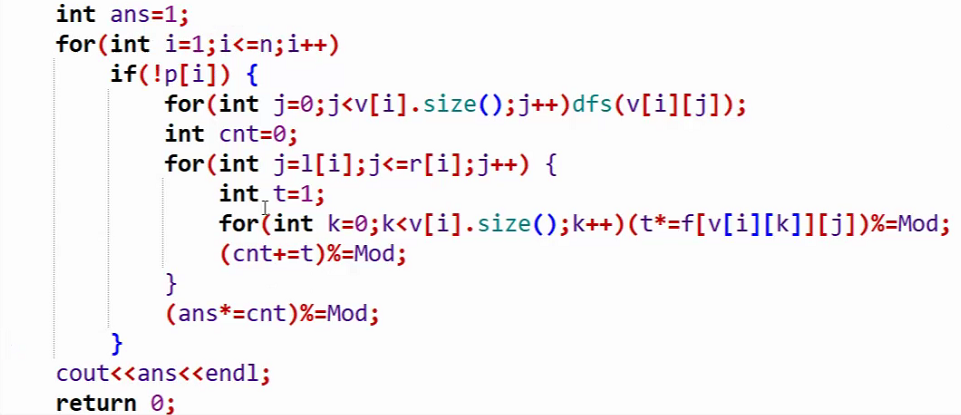 int ans=1;
for(int i=1;i<=n;i++)
if(!p[i]) {
for(int j=0;j<v[i].size();j++)dfs(v[i][j]);
int cnt=0;
for(int j=l[i];j<=r[i];j++) {
int t=1;
for(int k=0;k<v[i].size();k++)(t*=f[v[i][k]][j])%=Mod;
(cnt+=t)%=Mod;
}
(ans*=cnt)%=Mod;
}
cout<<ans<<endl;
return 0;